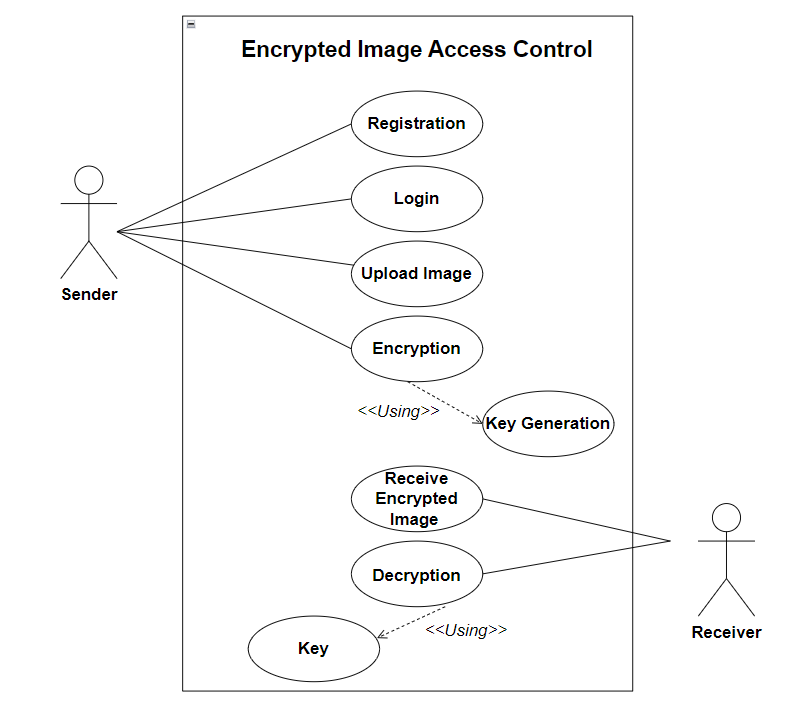 Encrypted Image Access Control
Registration
Login
Upload Image
Sender
Encryption
<<Using>>
Key Generation
Receive
Encrypted
Image
Decryption
<<Using>>
Receiver
Key